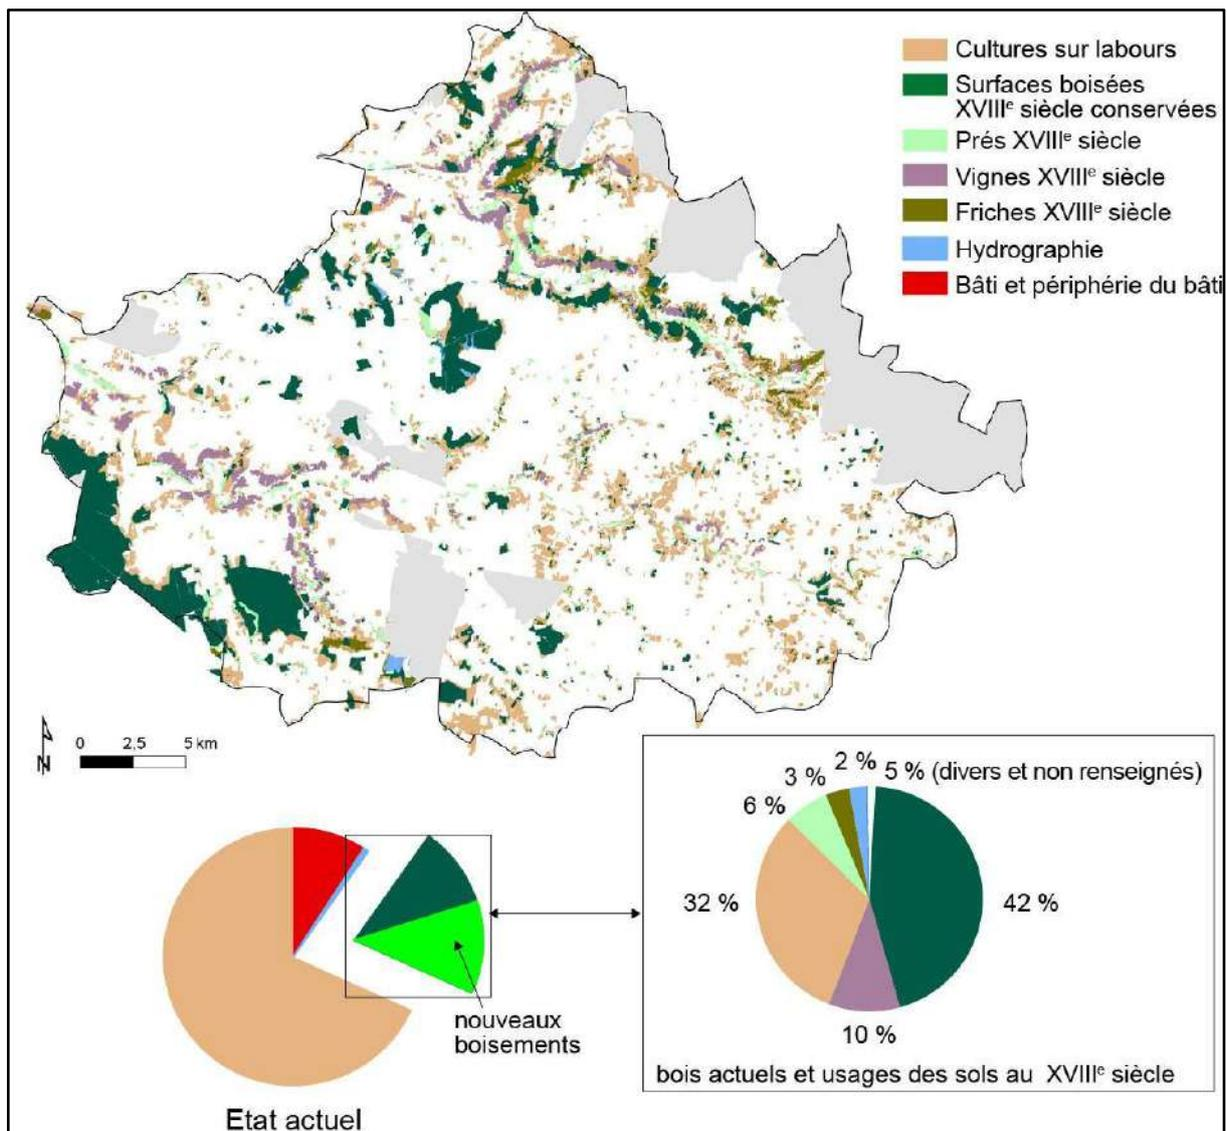 Cultures sur labours
Surfaces boisées
XVIIIᵉ siècle conservées
Prés XVIIIᵉ siècle
Vignes XVIIIᵉ siècle
Friches XVIIIᵉ siècle
Hydrographie
Bâti et périphérie du bâti
N
0 2,5 5 km
nouveaux
boisements
Etat actuel
2 %
5 % (divers et non renseignés)
3 %
6 %
32 %
42 %
10 %
bois actuels et usages des sols au XVIIIᵉ siècle